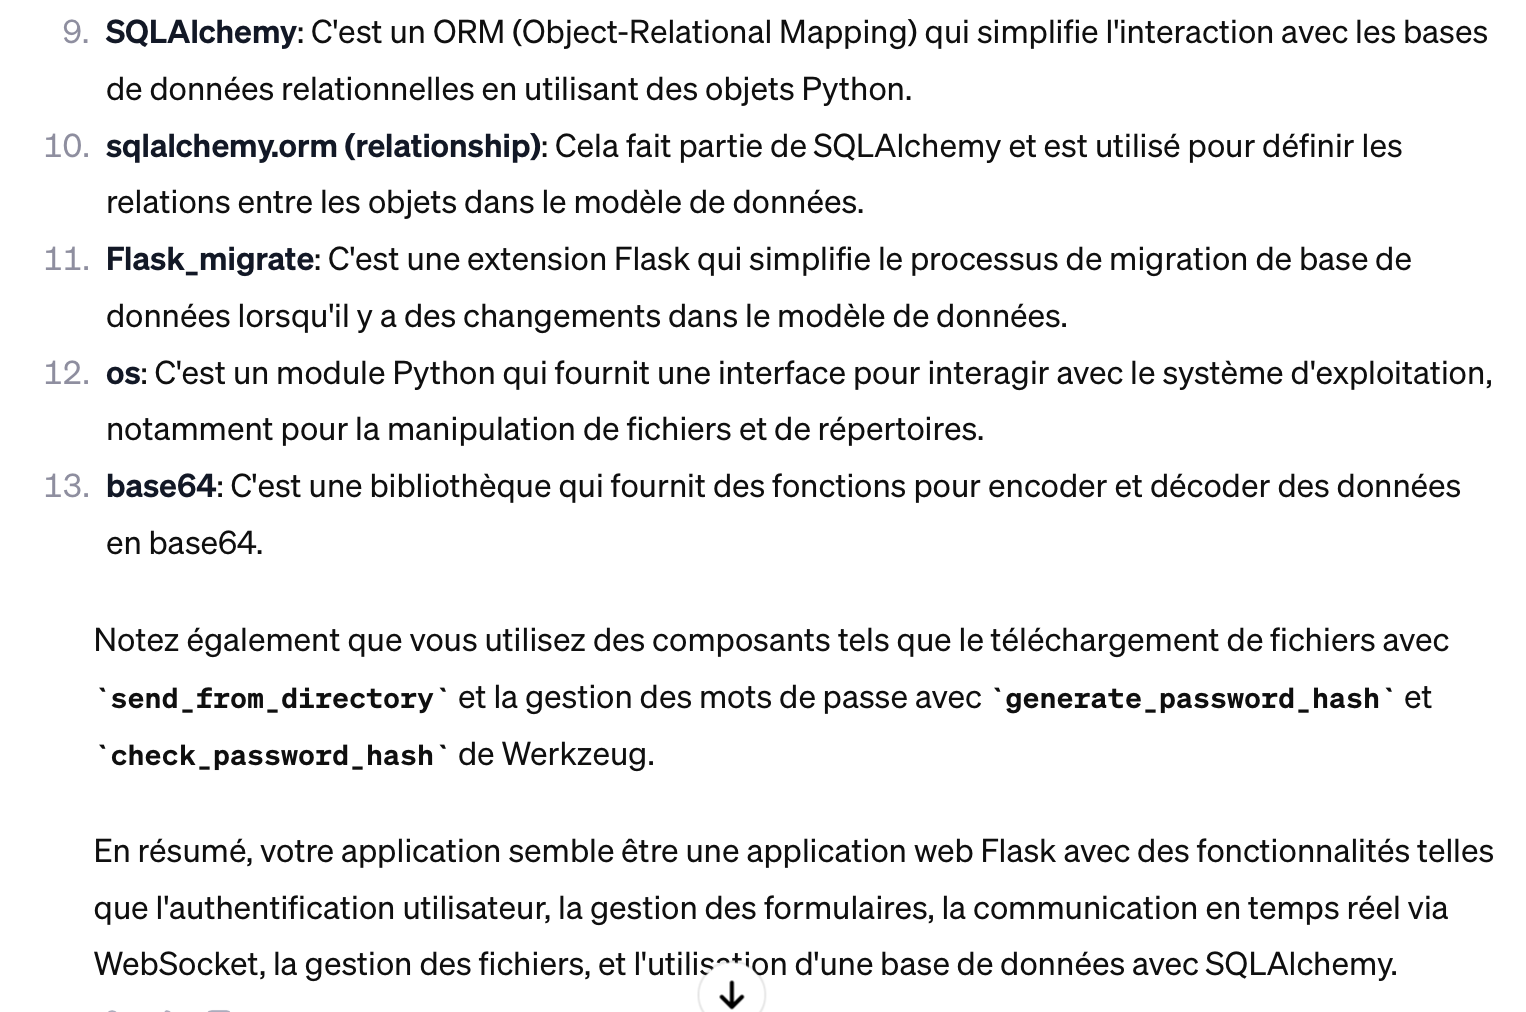 9. SQLAlchemy: C'est un ORM (Object-Relational Mapping) qui simplifie l'interaction avec les bases
de données relationnelles en utilisant des objets Python.
10. sqlalchemy.orm (relationship): Cela fait partie de SQLAlchemy et est utilisé pour définir les
relations entre les objets dans le modèle de données.
11. Flask_migrate: C'est une extension Flask qui simplifie le processus de migration de base de
données lorsqu'il y a des changements dans le modèle de données.
12. os: C'est un module Python qui fournit une interface pour interagir avec le système d'exploitation,
notamment pour la manipulation de fichiers et de répertoires.
13. base64: C'est une bibliothèque qui fournit des fonctions pour encoder et décoder des données
en base64.
Notez également que vous utilisez des composants tels que le téléchargement de fichiers avec
`send_from_directory` et la gestion des mots de passe avec `generate_password_hash` et
`check_password_hash` de Werkzeug.
En résumé, votre application semble être une application web Flask avec des fonctionnalités telles
que l'authentification utilisateur, la gestion des formulaires, la communication en temps réel via
WebSocket, la gestion des fichiers, et l'utilisation d'une base de données avec SQLAlchemy.